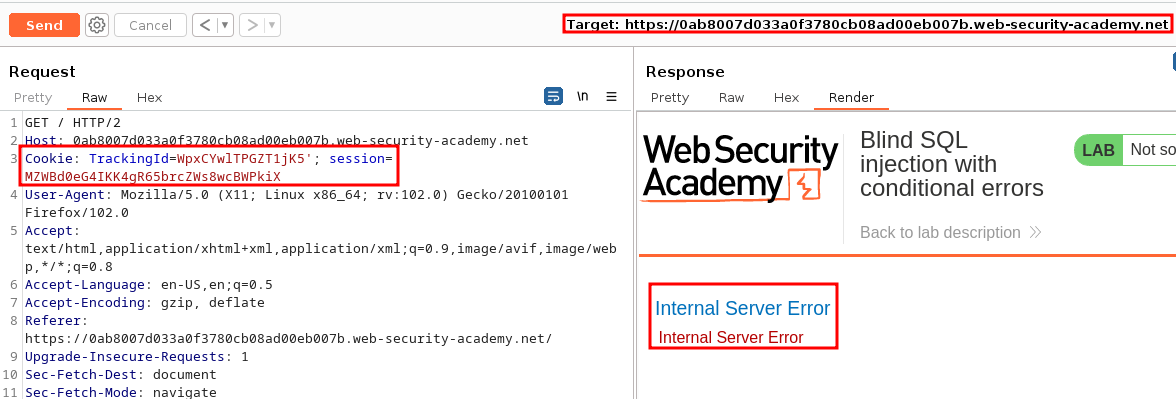 Send
Cancel
<
>
Target: https://0ab8007d033a0f3780cb08ad00eb007b.web-security-academy.net
Request
Pretty Raw Hex
\n
1 GET / HTTP/2
2 Host: 0ab8007d033a0f3780cb08ad00eb007b.web-security-academy.net
3 Cookie: TrackingId=WpxCYwlTPGZT1jK5'; session=
MZWBd0eG4IKK4gR65brcZWs8wcBWPkiX
4 User-Agent: Mozilla/5.0 (X11; Linux x86_64; rv:102.0) Gecko/20100101
Firefox/102.0
5 Accept:
text/html,application/xhtml+xml,application/xml;q=0.9,image/avif,image/web
p,*/*;q=0.8
6 Accept-Language: en-US,en;q=0.5
7 Accept-Encoding: gzip, deflate
8 Referer:
https://0ab8007d033a0f3780cb08ad00eb007b.web-security-academy.net/
9 Upgrade-Insecure-Requests: 1
10 Sec-Fetch-Dest: document
11 Sec-Fetch-Mode: navigate
Response
Pretty Raw Hex Render
Web Security
Academy
Blind SQL
injection with
conditional errors
Back to lab description
LAB Not so
Internal Server Error
Internal Server Error